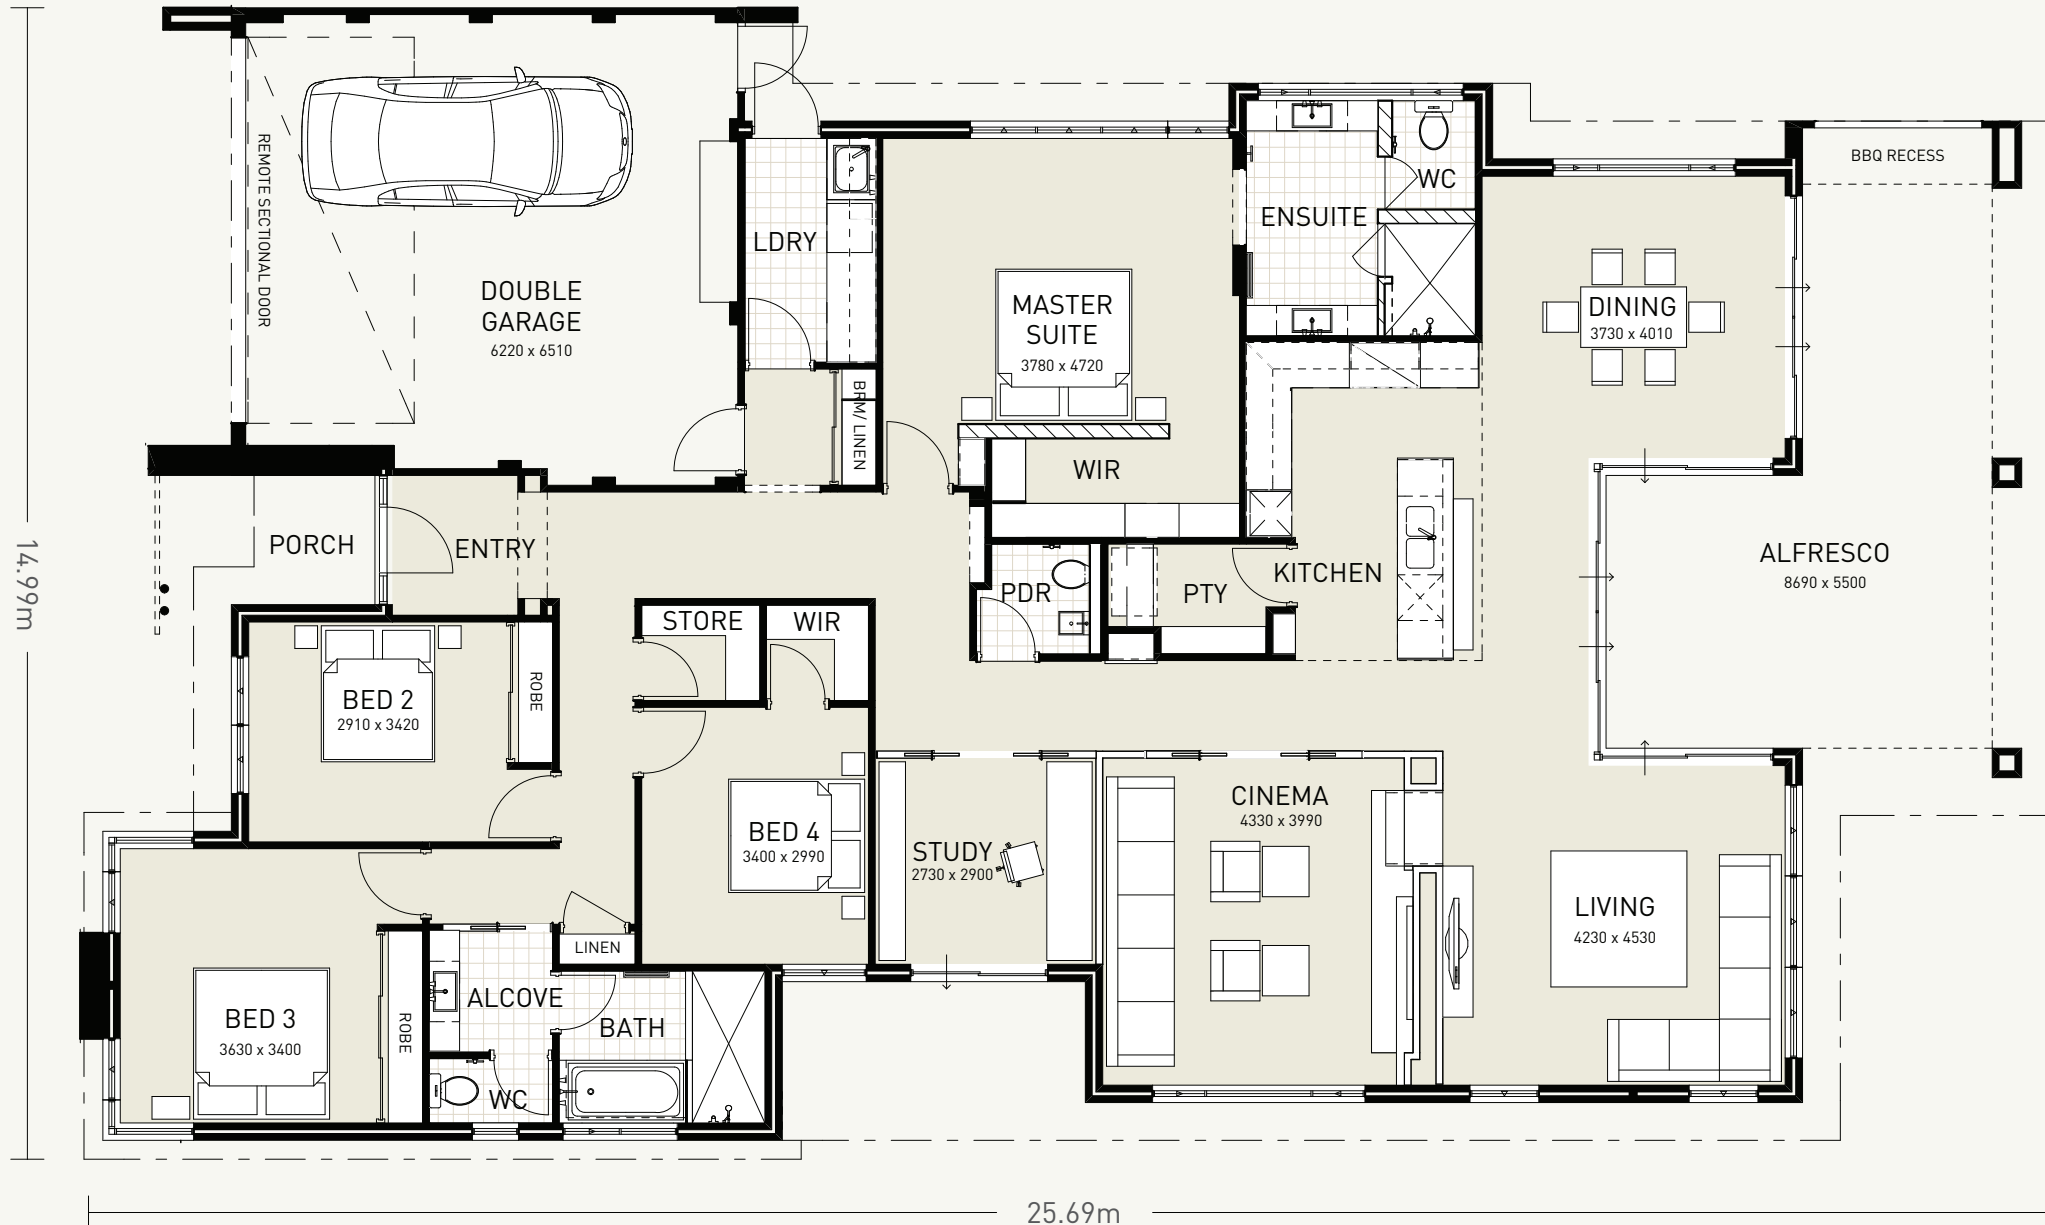 REMOTE SECTIONAL DOOR
DOUBLE
GARAGE
6220 x 6510
LDRY
BRM/ LINEN
MASTER
SUITE
3780 x 4720
WIR
ENSUITE
WC
DINING
3730 x 4010
BBQ RECESS
PORCH
ENTRY
PDR
PTY
KITCHEN
ALFRESCO
8690 x 5500
STORE
WIR
BED 2
2910 x 3420
ROBE
BED 4
3400 x 2990
STUDY
2730 x 2900
CINEMA
4330 x 3990
LIVING
4230 x 4530
BED 3
3630 x 3400
ROBE
ALCOVE
LINEN
BATH
WC
14.99m
25.69m